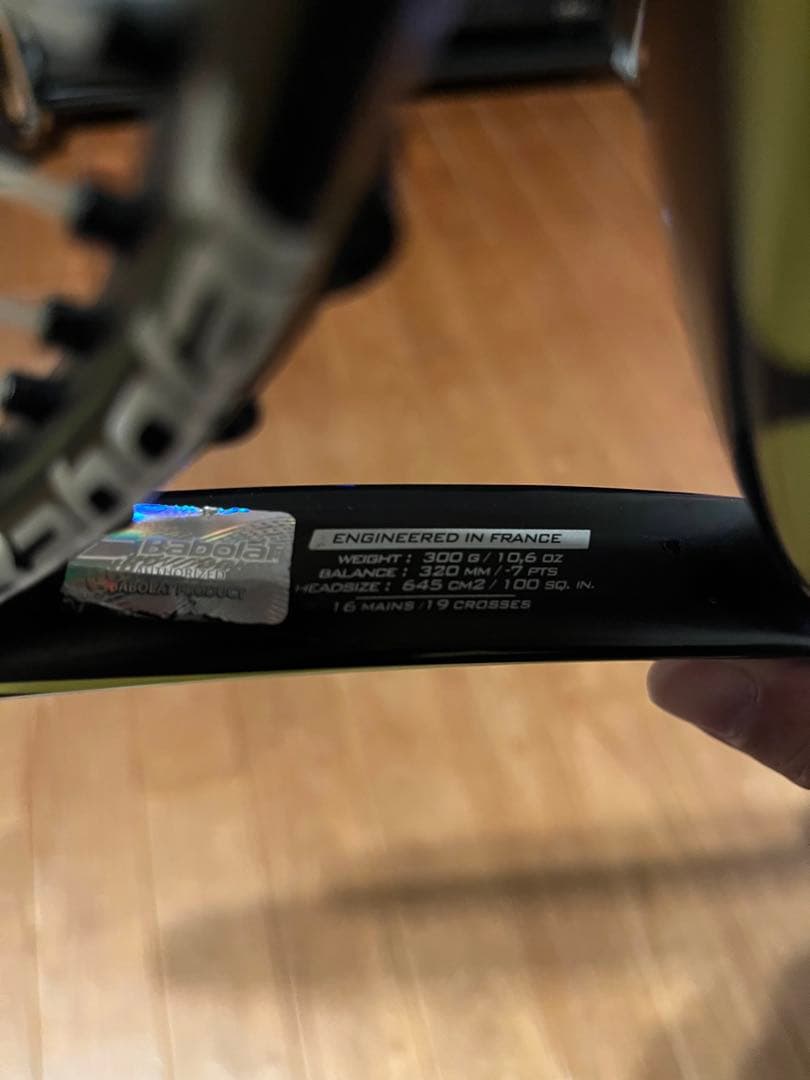 Babolat
Babolat
AUTHORIZED
BABOLAT PRODUCT
ENGINEERED IN FRANCE
WEIGHT : 300 G / 10,6 OZ
BALANCE : 320 MM / -7 PTS
HEADSIZE : 645 CM2 / 100 SQ. IN.
16 MAINS /19 CROSSES